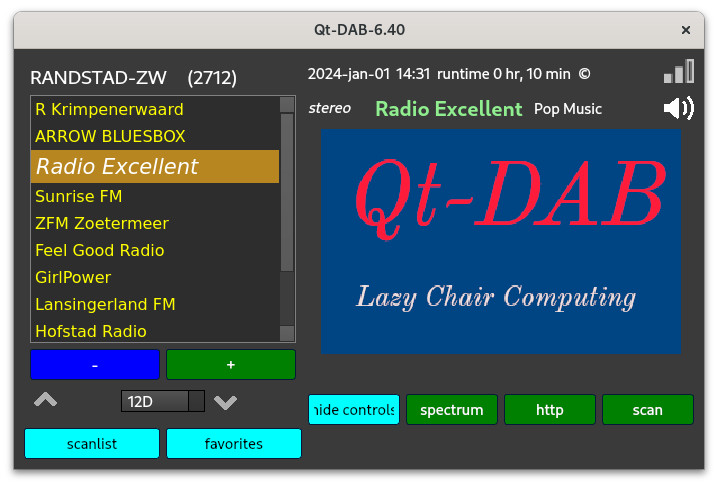 Qt-DAB-6.40
×
RANDSTAD-ZW (2712)
R Krimpenerwaard
ARROW BLUESBOX
Radio Excellent
Sunrise FM
ZFM Zoetermeer
Feel Good Radio
GirlPower
Lansingerland FM
Hofstad Radio
- +
12D
scanlist favorites
2024-jan-01 14:31 runtime 0 hr, 10 min ©
stereo Radio Excellent Pop Music
Qt-DAB
Lazy Chair Computing
hide controls spectrum http scan